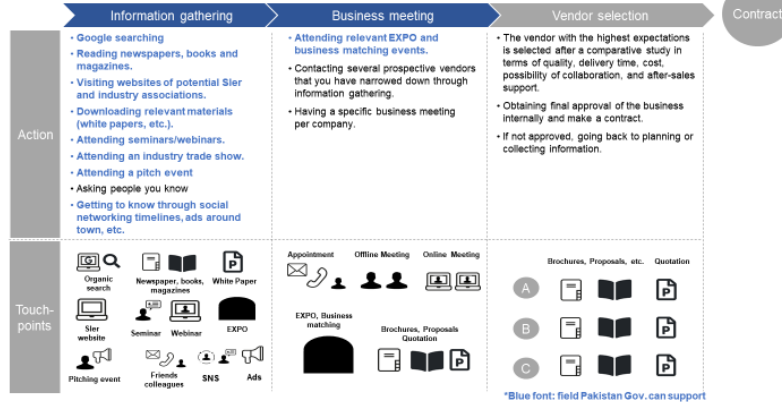 Information gathering
Business meeting
Vendor selection
Contract
Action
• Google searching
• Reading newspapers, books and
magazines.
• Visiting websites of potential SIer
and industry associations.
• Downloading relevant materials
(white papers, etc.).
• Attending seminars/webinars.
• Attending an industry trade show.
• Attending a pitch event
• Asking people you know
• Getting to know through social
networking timelines, ads around
town, etc.
• Attending relevant EXPO and
business matching events.
• Contacting several prospective vendors
that you have narrowed down through
information gathering.
• Having a specific business meeting
per company.
• The vendor with the highest expectations
is selected after a comparative study in
terms of quality, delivery time, cost,
possibility of collaboration, and after-sales
support.
• Obtaining final approval of the business
internally and make a contract.
• If not approved, going back to planning or
collecting information.
Touch-
points
G
P
Organic
search
Newspaper, books,
magazines
White Paper
SIer
website
Seminar
Webinar
EXPO
Pitching event
Friends
colleagues
SNS
Ads
Appointment
Offline Meeting
Online Meeting
EXPO, Business
matching
Brochures, Proposals
Quotation
P
Brochures, Proposals, etc.
Quotation
A
P
B
P
C
P
*Blue font: field Pakistan Gov. can support